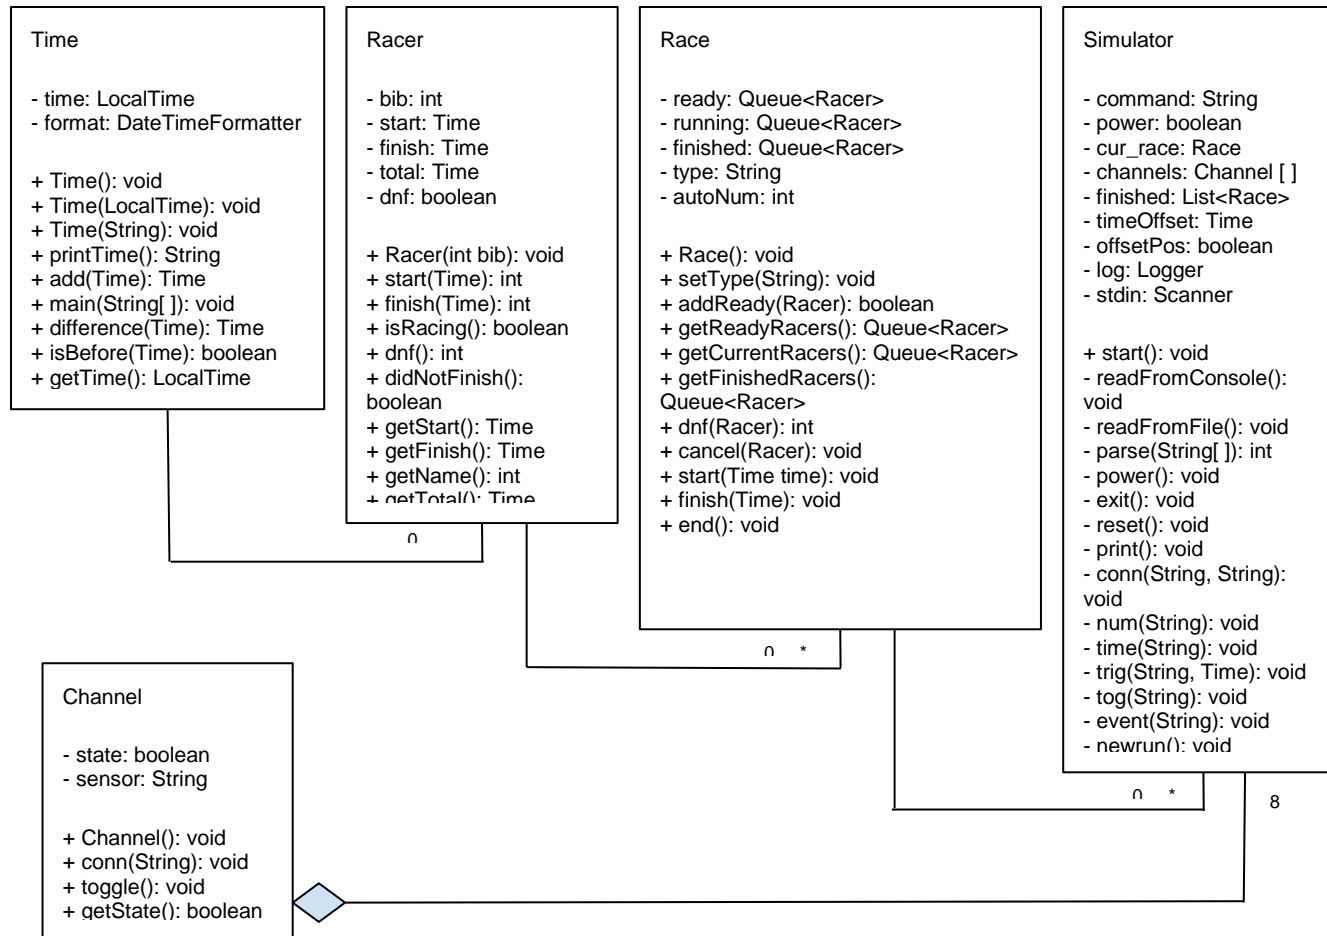 Time
- time: LocalTime
- format: DateTimeFormatter
+ Time(): void
+ Time(LocalTime): void
+ Time(String): void
+ printTime(): String
+ add(Time): Time
+ main(String[ ]): void
+ difference(Time): Time
+ isBefore(Time): boolean
+ getTime(): LocalTime
Racer
- bib: int
- start: Time
- finish: Time
- total: Time
- dnf: boolean
+ Racer(int bib): void
+ start(Time): int
+ finish(Time): int
+ isRacing(): boolean
+ dnf(): int
+ didNotFinish():
boolean
+ getStart(): Time
+ getFinish(): Time
+ getName(): int
+ getTotal(): Time
0
Race
- ready: Queue<Racer>
- running: Queue<Racer>
- finished: Queue<Racer>
- type: String
- autoNum: int
+ Race(): void
+ setType(String): void
+ addReady(Racer): boolean
+ getReadyRacers(): Queue<Racer>
+ getCurrentRacers(): Queue<Racer>
+ getFinishedRacers():
Queue<Racer>
+ dnf(Racer): int
+ cancel(Racer): void
+ start(Time time): void
+ finish(Time): void
+ end(): void
0 *
Simulator
- command: String
- power: boolean
- cur_race: Race
- channels: Channel [ ]
- finished: List<Race>
- timeOffset: Time
- offsetPos: boolean
- log: Logger
- stdin: Scanner
+ start(): void
- readFromConsole():
void
- readFromFile(): void
- parse(String[ ]): int
- power(): void
- exit(): void
- reset(): void
- print(): void
- conn(String, String):
void
- num(String): void
- time(String): void
- trig(String, Time): void
- tog(String): void
- event(String): void
- newrun(): void
0 *
8
Channel
- state: boolean
- sensor: String
+ Channel(): void
+ conn(String): void
+ toggle(): void
+ getState(): boolean